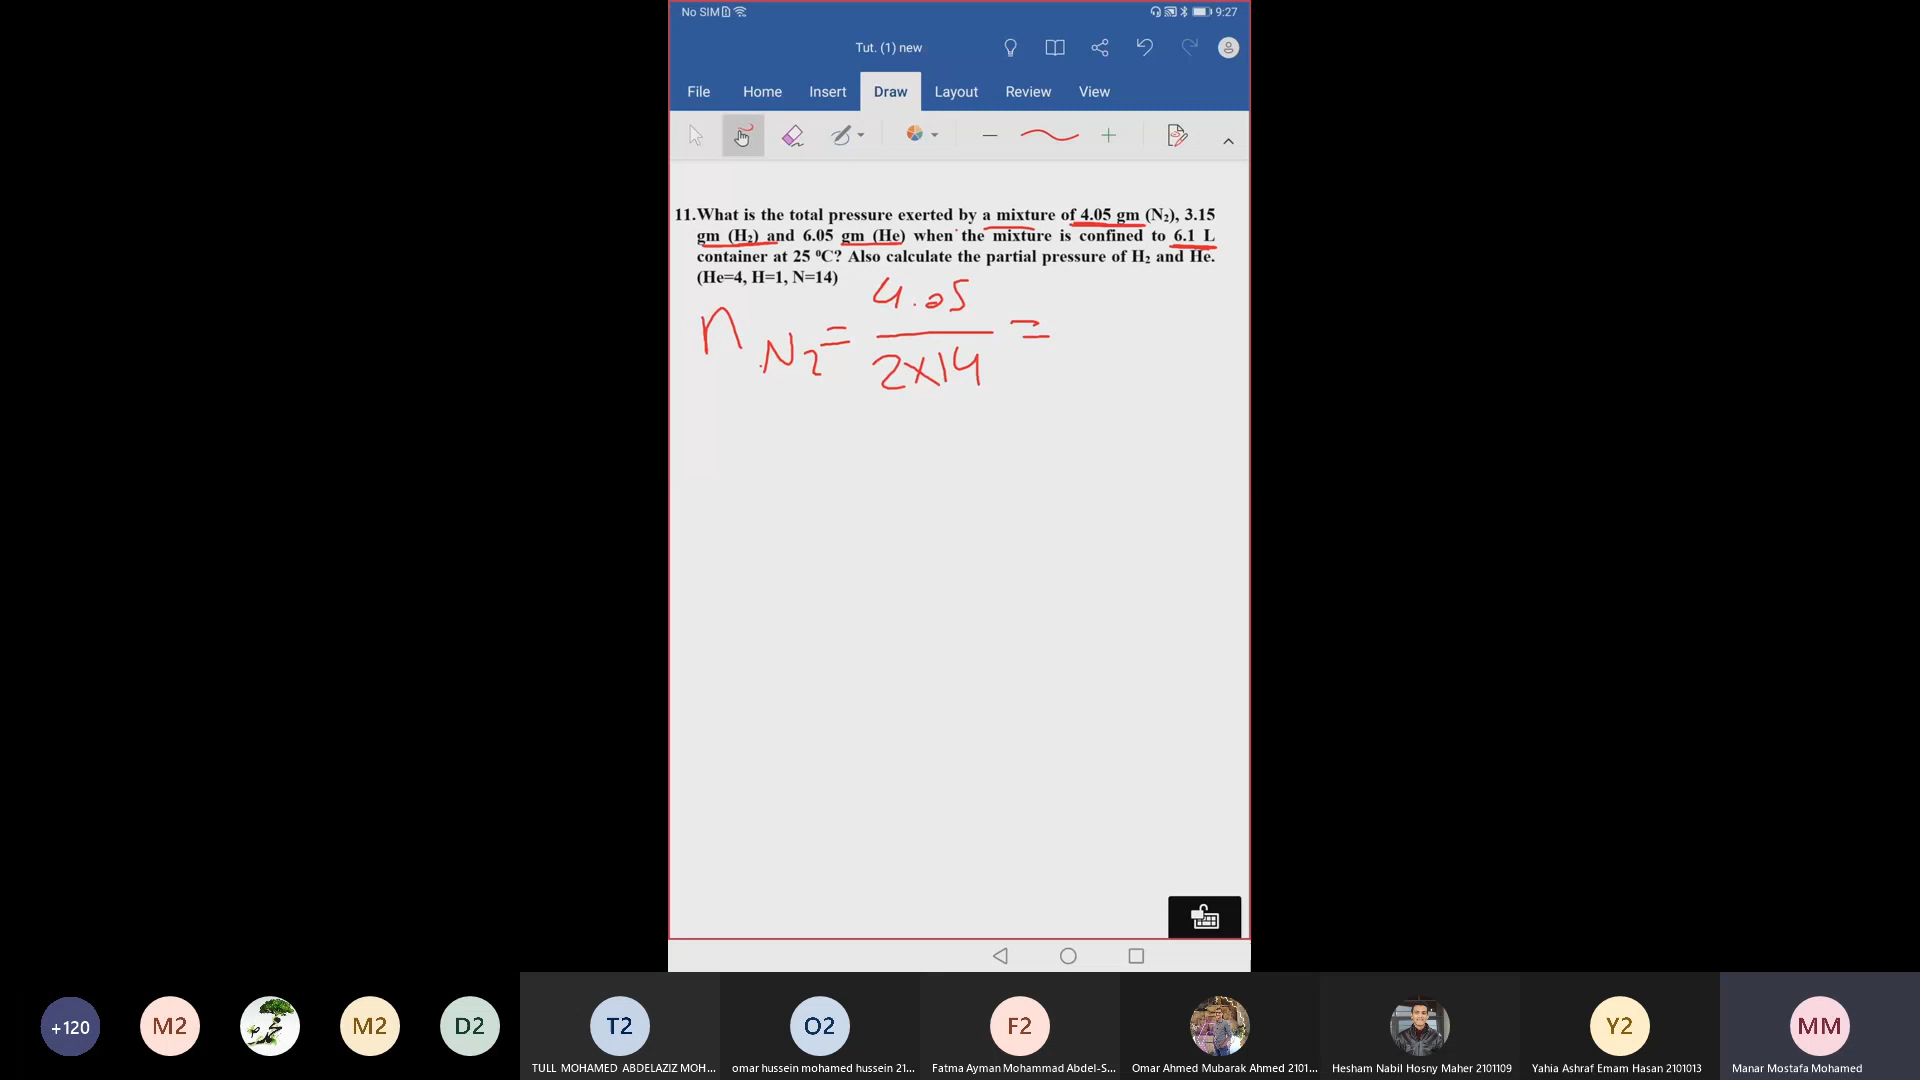 No SIM 9:27
Tut. (1) new
File Home Insert Draw Layout Review View
11.What is the total pressure exerted by a mixture of 4.05 gm (N₂), 3.15
gm (H₂) and 6.05 gm (He) when the mixture is confined to 6.1 L
container at 25 ⁰C? Also calculate the partial pressure of H₂ and He.
(He=4, H=1, N=14)
4.05
n N₂ = ─── =
2×14
+120 M2 M2 D2 T2 O2 F2 Y2 MM
TULL MOHAMED ABDELAZIZ MOH... omar hussein mohamed hussein 21... Fatma Ayman Mohammad Abdel-S... Omar Ahmed Mubarak Ahmed 2101... Hesham Nabil Hosny Maher 2101109 Yahia Ashraf Emam Hasan 2101013 Manar Mostafa Mohamed